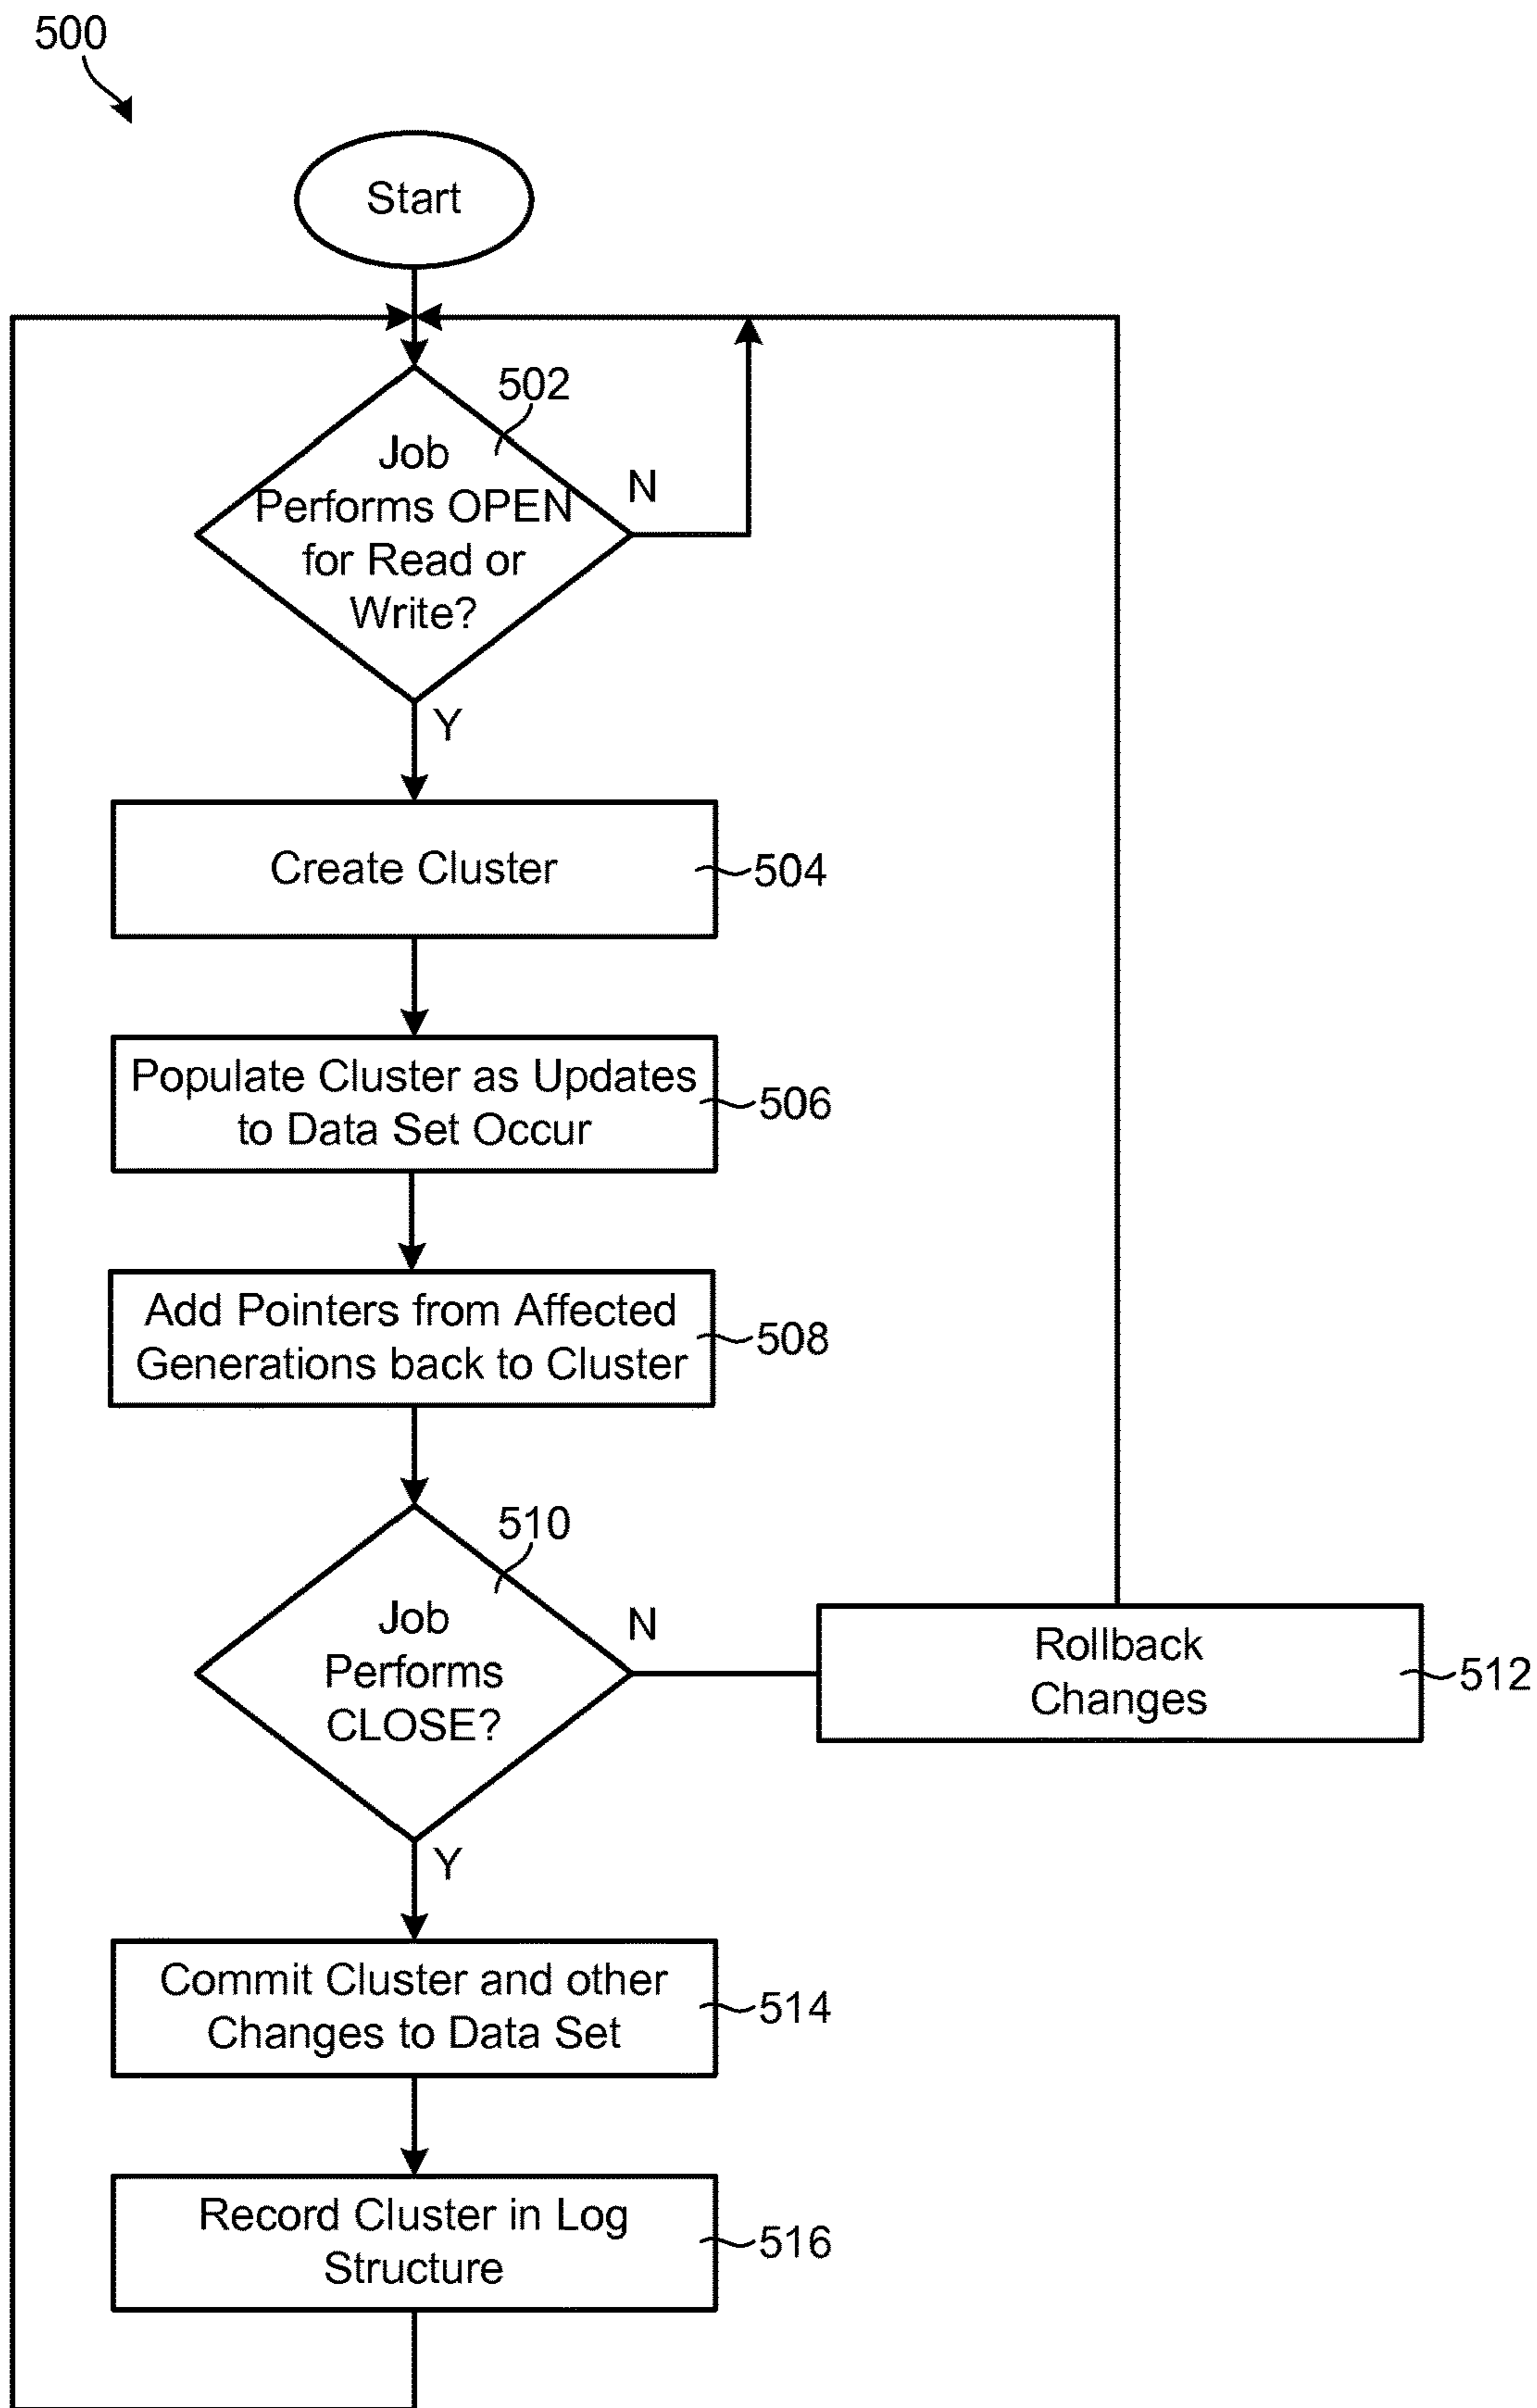 500
Start
502
Job
Performs OPEN
for Read or
Write?
N
Y
Create Cluster
504
Populate Cluster as Updates
to Data Set Occur
506
Add Pointers from Affected
Generations back to Cluster
508
510
Job
Performs
CLOSE?
N
Rollback
Changes
512
Y
Commit Cluster and other
Changes to Data Set
514
Record Cluster in Log
Structure
516